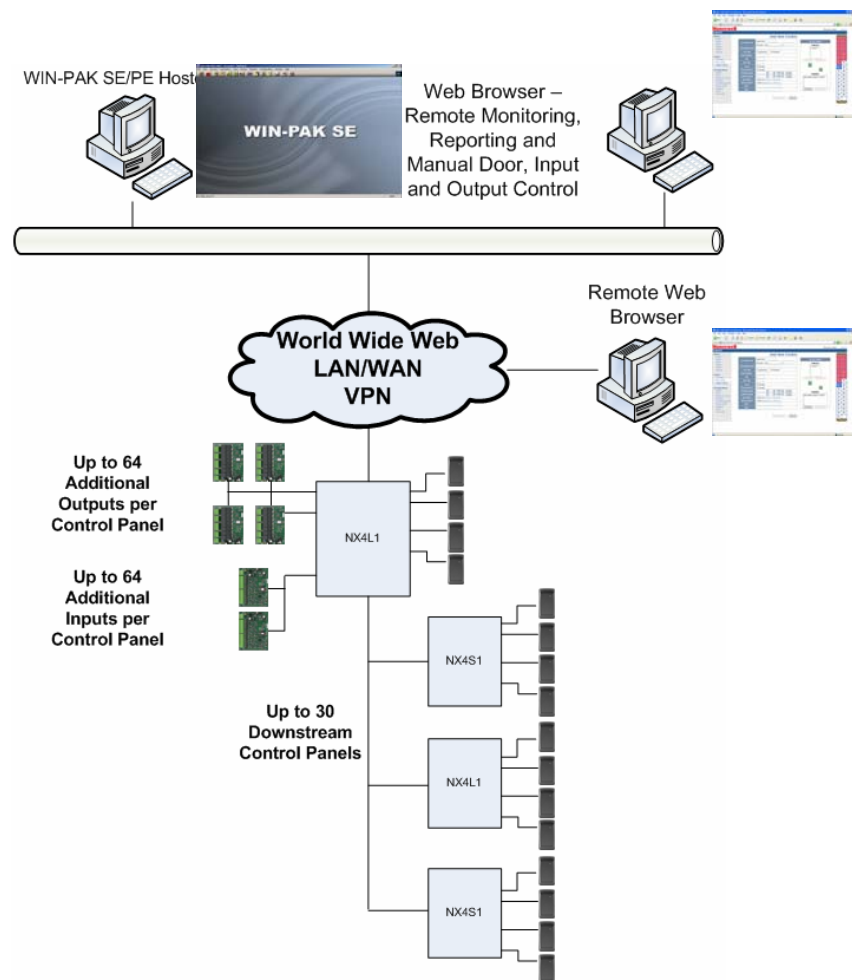 WIN-PAK SE/PE Host
WIN-PAK SE
Web Browser –
Remote Monitoring,
Reporting and
Manual Door, Input
and Output Control
World Wide Web
LAN/WAN
VPN
Remote Web
Browser
Up to 64
Additional
Outputs per
Control Panel
NX4L1
Up to 64
Additional
Inputs per
Control Panel
NX4S1
Up to 30
Downstream
Control Panels
NX4L1
NX4S1